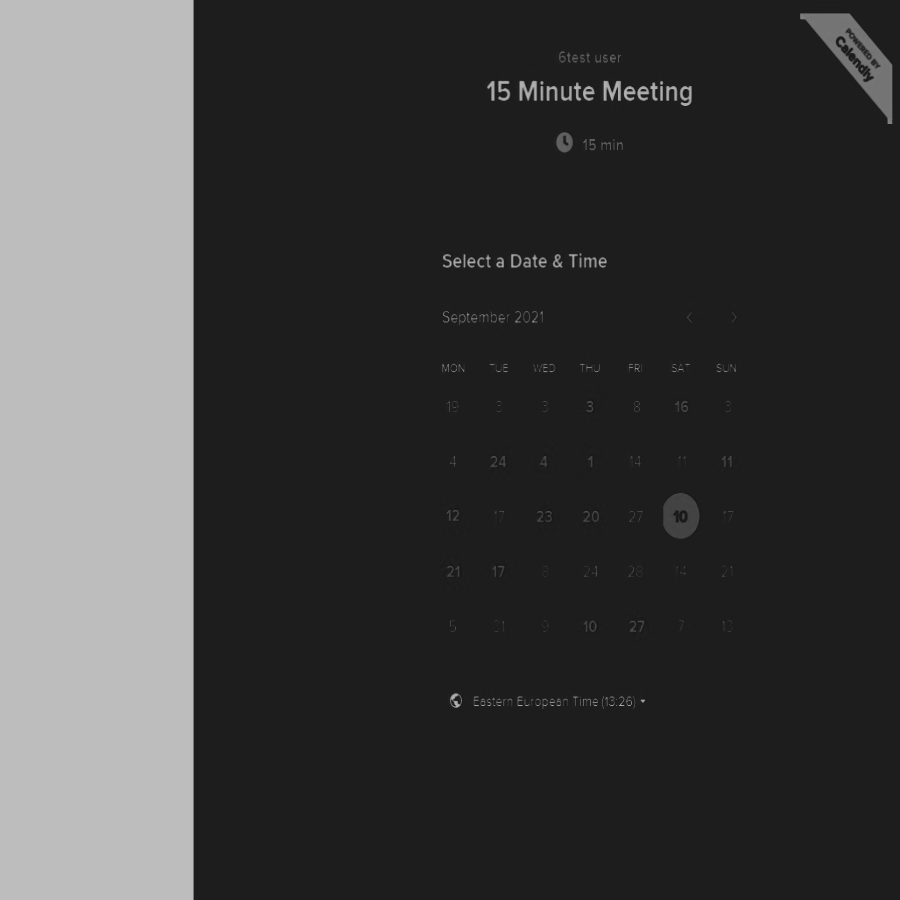 POWERED BY
Calendly
6test user
15 Minute Meeting
15 min
Select a Date & Time
September 2021
MON TUE WED THU FRI SAT SUN
19 3 3 3 8 16 3
4 24 4 1 14 11 11
12 17 23 20 27 10 17
21 17 8 24 28 14 21
5 9 10 27 7 13
Eastern European Time (13:26)